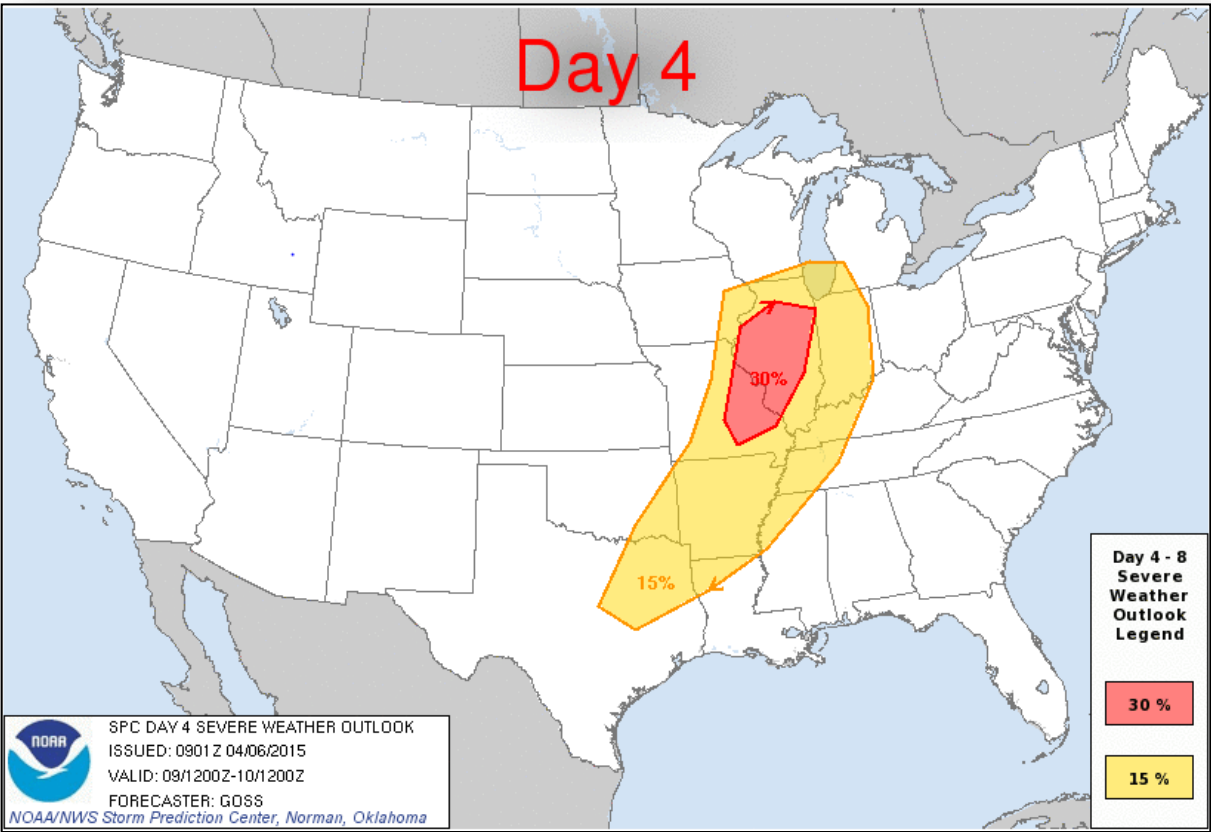 Day 4
30%
15%
Day 4 - 8
Severe
Weather
Outlook
Legend
30 %
15 %
NOAA
SPC DAY 4 SEVERE WEATHER OUTLOOK
ISSUED: 0901Z 04/06/2015
VALID: 09/1200Z-10/1200Z
FORECASTER: GOSS
NOAA/NWS Storm Prediction Center, Norman, Oklahoma